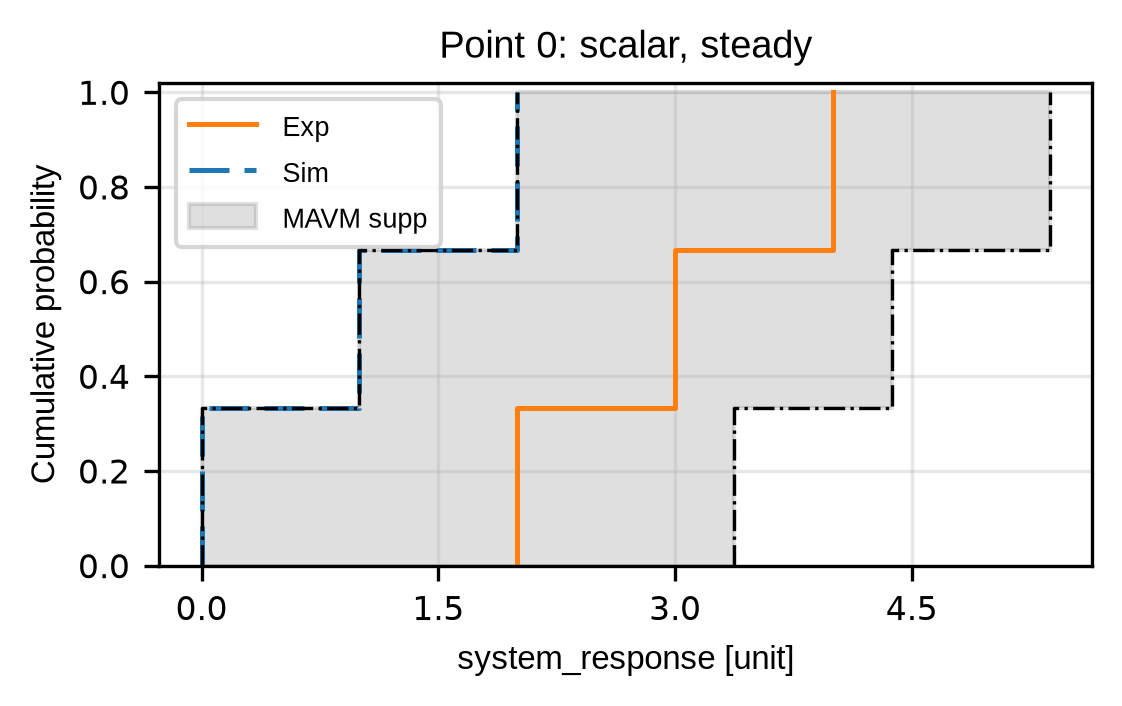 Point 0: scalar, steady
1.0
0.8
0.6
0.4
0.2
0.0
Cumulative probability
Exp
Sim
MAVM supp
0.0 1.5 3.0 4.5
system_response [unit]